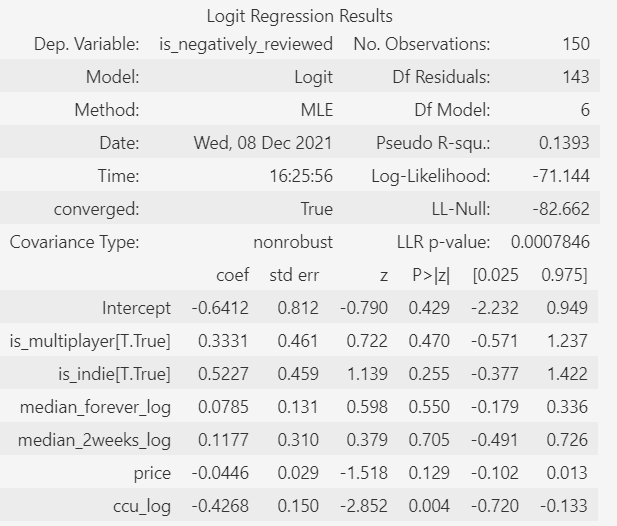 Logit Regression Results
Dep. Variable: is_negatively_reviewed No. Observations: 150
Model: Logit Df Residuals: 143
Method: MLE Df Model: 6
Date: Wed, 08 Dec 2021 Pseudo R-squ.: 0.1393
Time: 16:25:56 Log-Likelihood: -71.144
converged: True LL-Null: -82.662
Covariance Type: nonrobust LLR p-value: 0.0007846
coef std err z P>|z| [0.025 0.975]
Intercept -0.6412 0.812 -0.790 0.429 -2.232 0.949
is_multiplayer[T.True] 0.3331 0.461 0.722 0.470 -0.571 1.237
is_indie[T.True] 0.5227 0.459 1.139 0.255 -0.377 1.422
median_forever_log 0.0785 0.131 0.598 0.550 -0.179 0.336
median_2weeks_log 0.1177 0.310 0.379 0.705 -0.491 0.726
price -0.0446 0.029 -1.518 0.129 -0.102 0.013
ccu_log -0.4268 0.150 -2.852 0.004 -0.720 -0.133